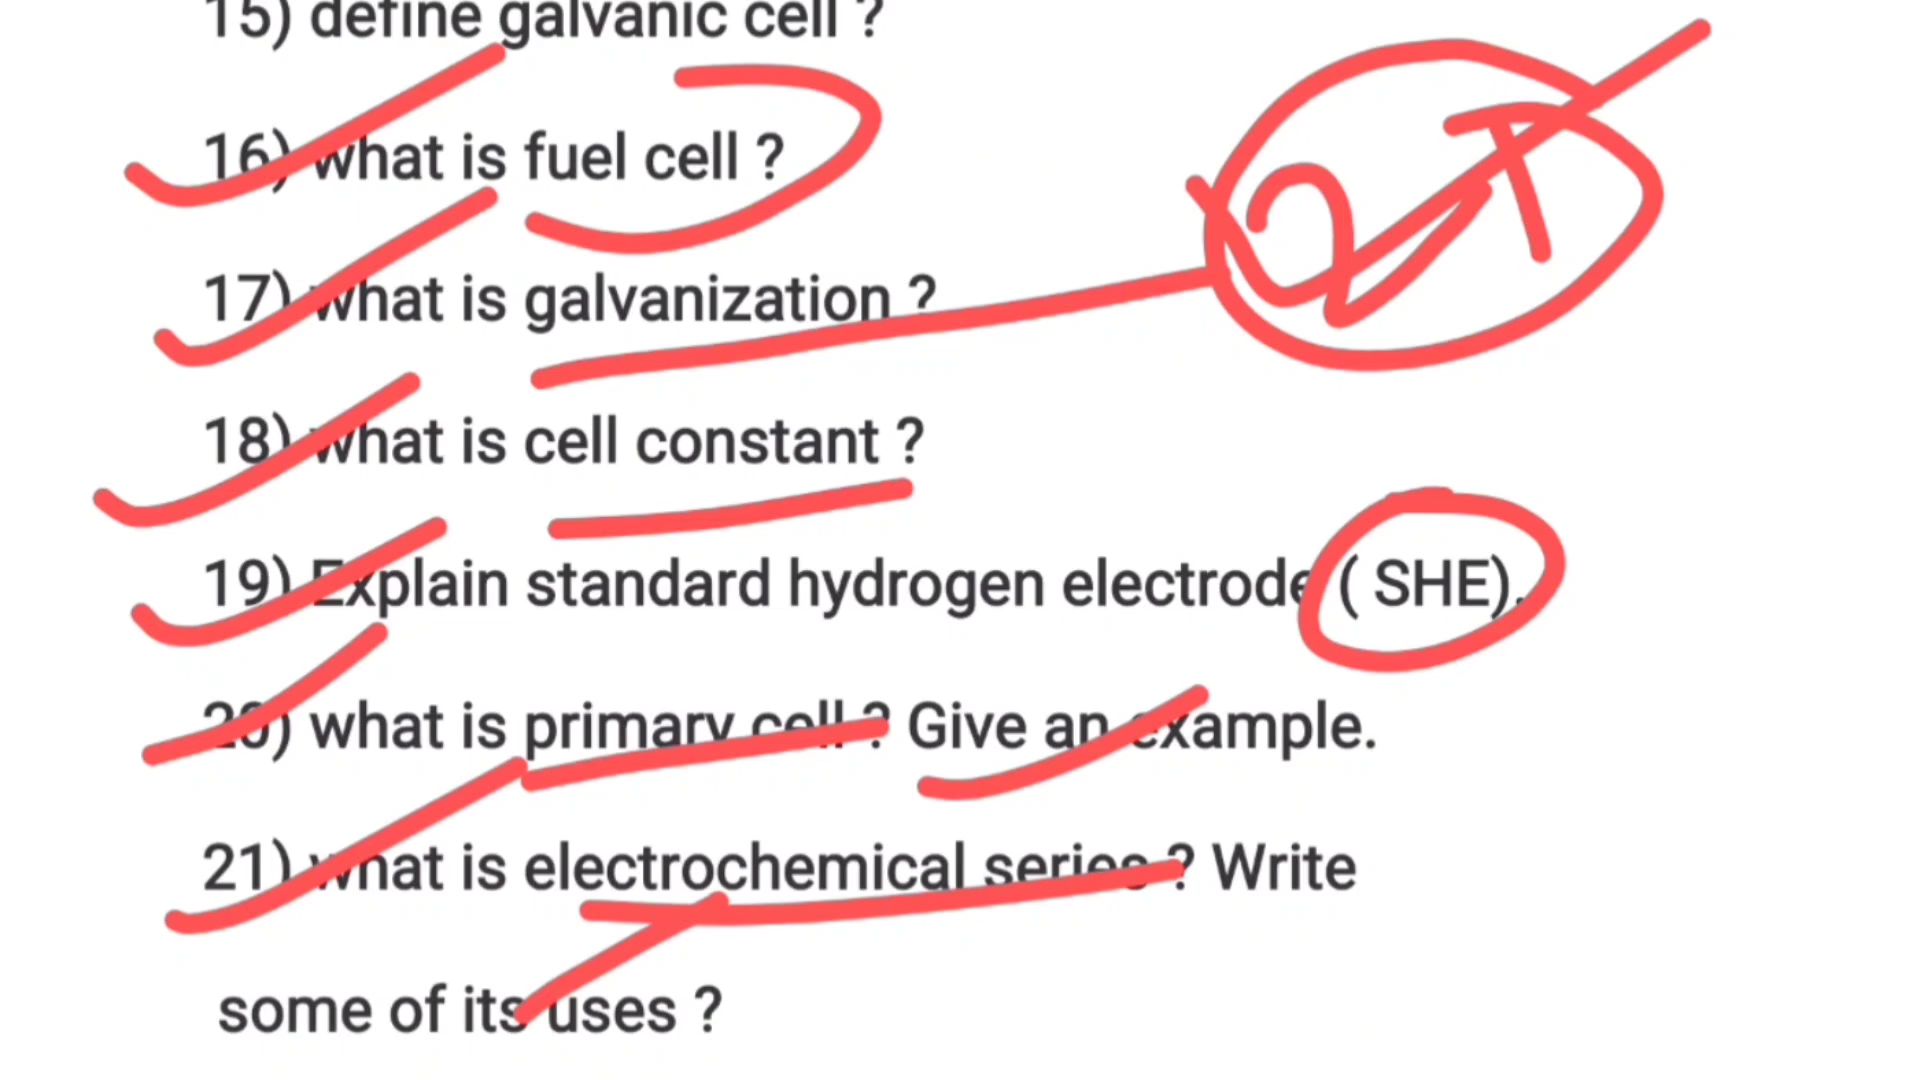 15) define galvanic cell ?
16) what is fuel cell ?
17) what is galvanization ?
18) what is cell constant ?
19) Explain standard hydrogen electrode ( SHE).
20) what is primary cell ? Give an example.
21) what is electrochemical series ? Write
some of its uses ?